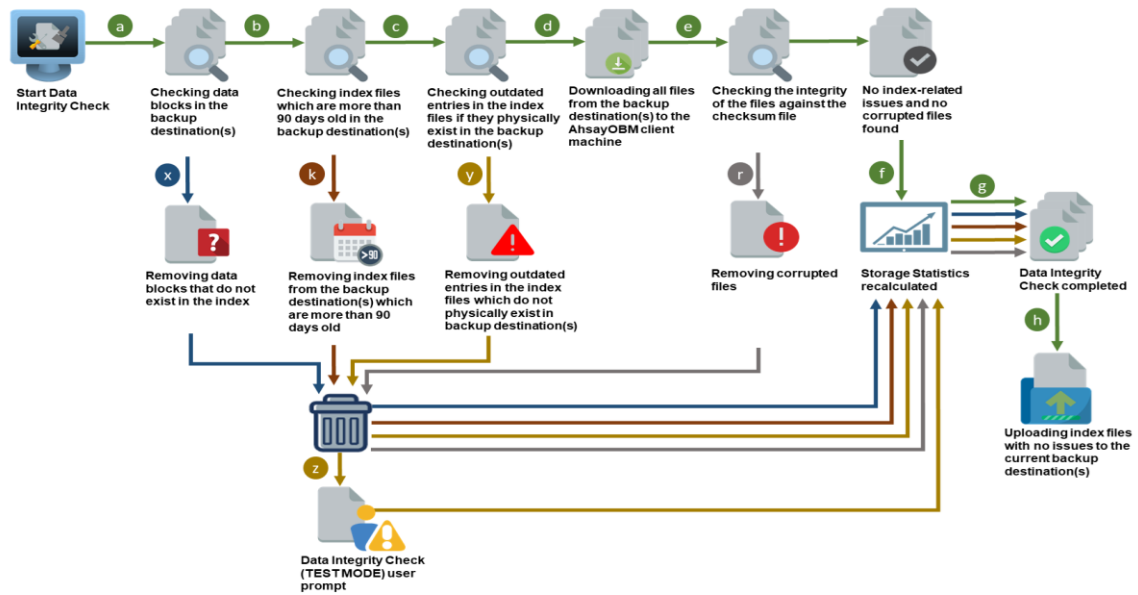 a
b
c
d
e
Start Data
Integrity Check
Checking data
blocks in the
backup
destination(s)
Checking index files
which are more than
90 days old in the
backup destination(s)
Checking outdated
entries in the index
files if they physically
exist in the backup
destination(s)
Downloading all files
from the backup
destination(s) to the
AhsayOBM client
machine
Checking the integrity
of the files against the
checksum file
No index-related
issues and no
corrupted files
found
x
k
y
r
f
g
?
>90
!
!
Removing data
blocks that do not
exist in the index
Removing index files
from the backup
destination(s) which
are more than 90
days old
Removing outdated
entries in the index
files which do not
physically exist in
backup destination(s)
Removing corrupted
files
Storage Statistics
recalculated
Data Integrity
Check completed
h
Uploading index files
with no issues to the
current backup
destination(s)
z
!
Data Integrity Check
(TEST MODE) user
prompt